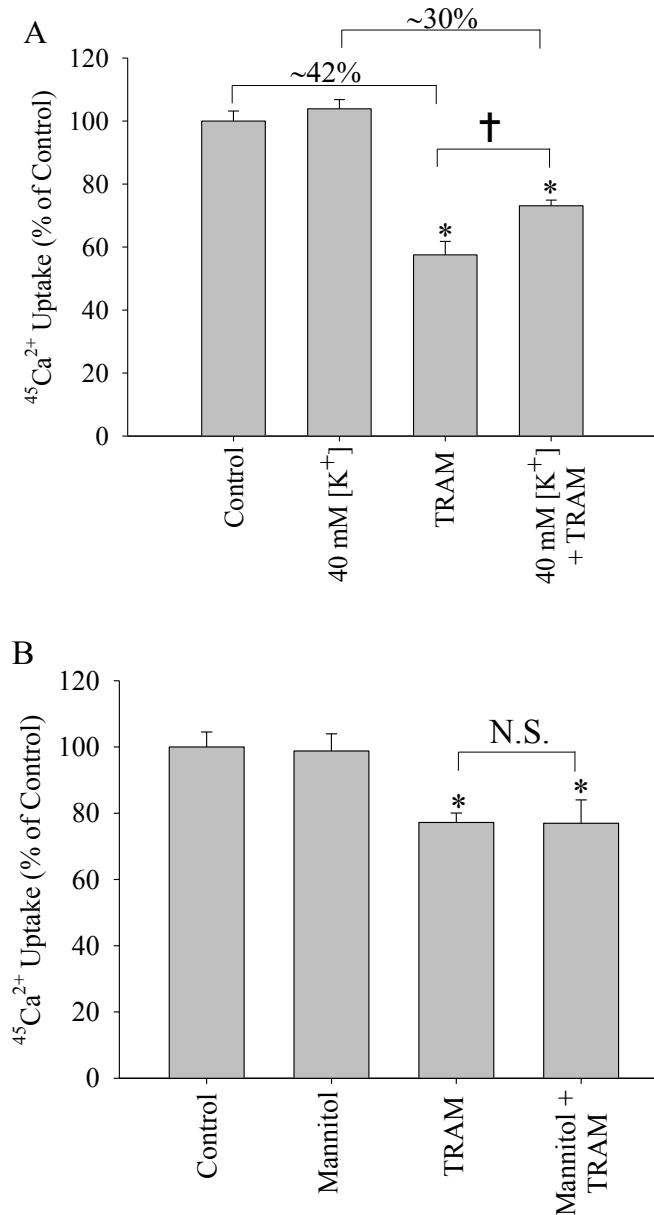 A
~30%
~42%
†
* *
120
100
80
60
40
20
0
⁴⁵Ca²⁺ Uptake (% of Control)
Control
40 mM [K⁺]
TRAM
40 mM [K⁺]
+ TRAM
B
N.S.
* *
120
100
80
60
40
20
0
⁴⁵Ca²⁺ Uptake (% of Control)
Control
Mannitol
TRAM
Mannitol +
TRAM